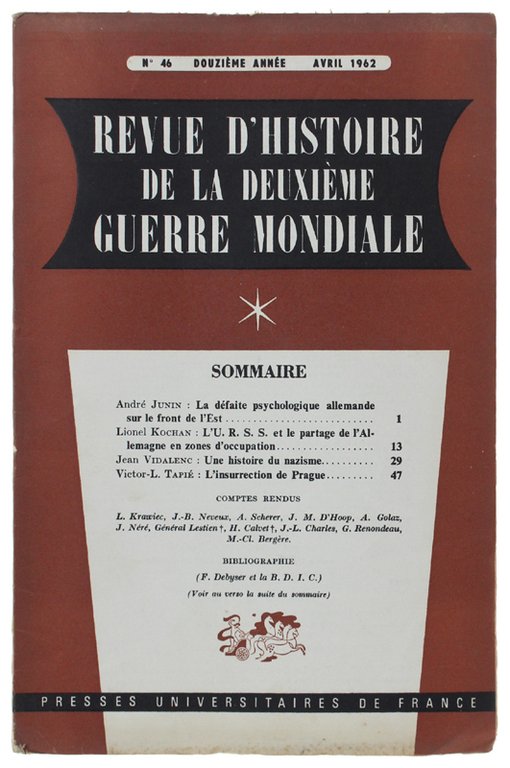 N° 46 DOUZIÈME ANNÉE AVRIL 1962
REVUE D'HISTOIRE
DE LA DEUXIÈME
GUERRE MONDIALE
SOMMAIRE
André JUNIN : La défaite psychologique allemande
sur le front de l'Est........................ 1
Lionel KOCHAN : L'U. R. S. S. et le partage de l'Al-
lemagne en zones d'occupation............... 13
Jean VIDALENC : Une histoire du nazisme.......... 29
Victor-L. TAPIÉ : L'insurrection de Prague......... 47
COMPTES RENDUS
L. Krawiec, J.-B. Neveux, A. Scherer, J. M. D'Hoop, A. Golaz,
J. Néré, Général Lestien †, H. Calvet †, J.-L. Charles, G. Renondeau,
M.-Cl. Bergère.
BIBLIOGRAPHIE
(F. Debyser et la B. D. I. C.)
(Voir au verso la suite du sommaire)
PRESSES UNIVERSITAIRES DE FRANCE